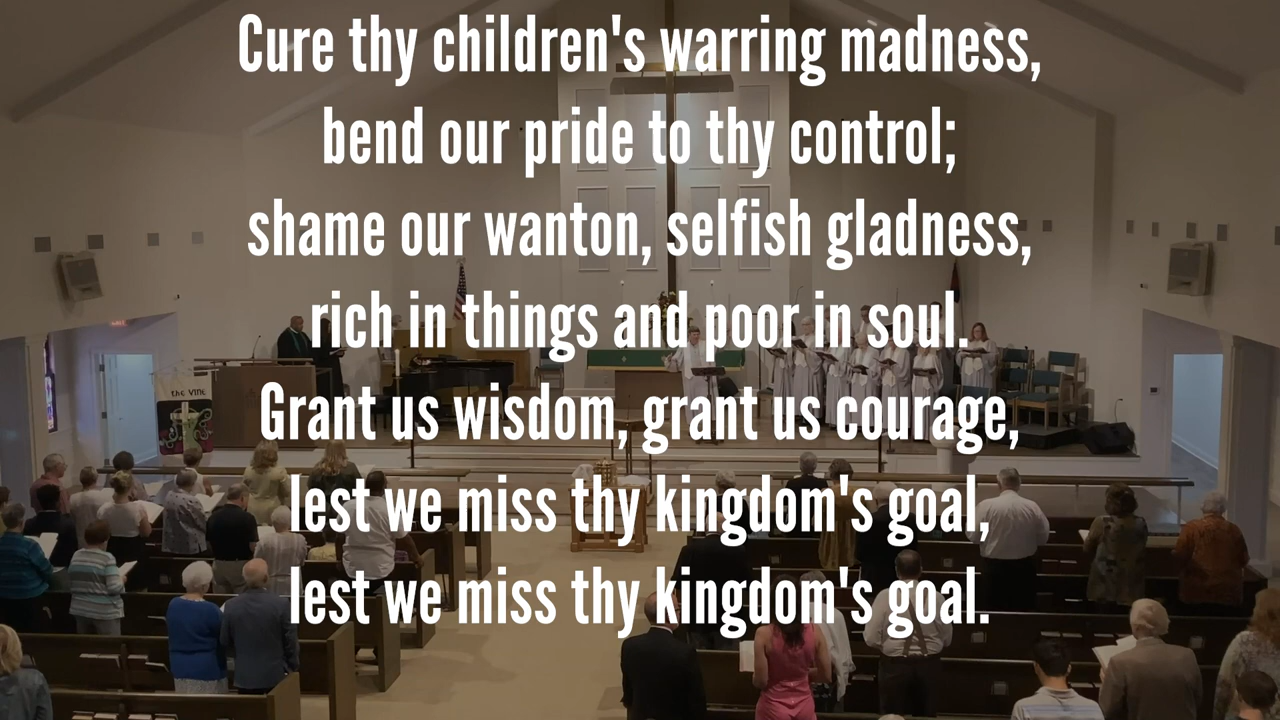 Cure thy children's warring madness,
bend our pride to thy control;
shame our wanton, selfish gladness,
rich in things and poor in soul.
the VINE
Grant us wisdom, grant us courage,
lest we miss thy kingdom's goal,
lest we miss thy kingdom's goal.